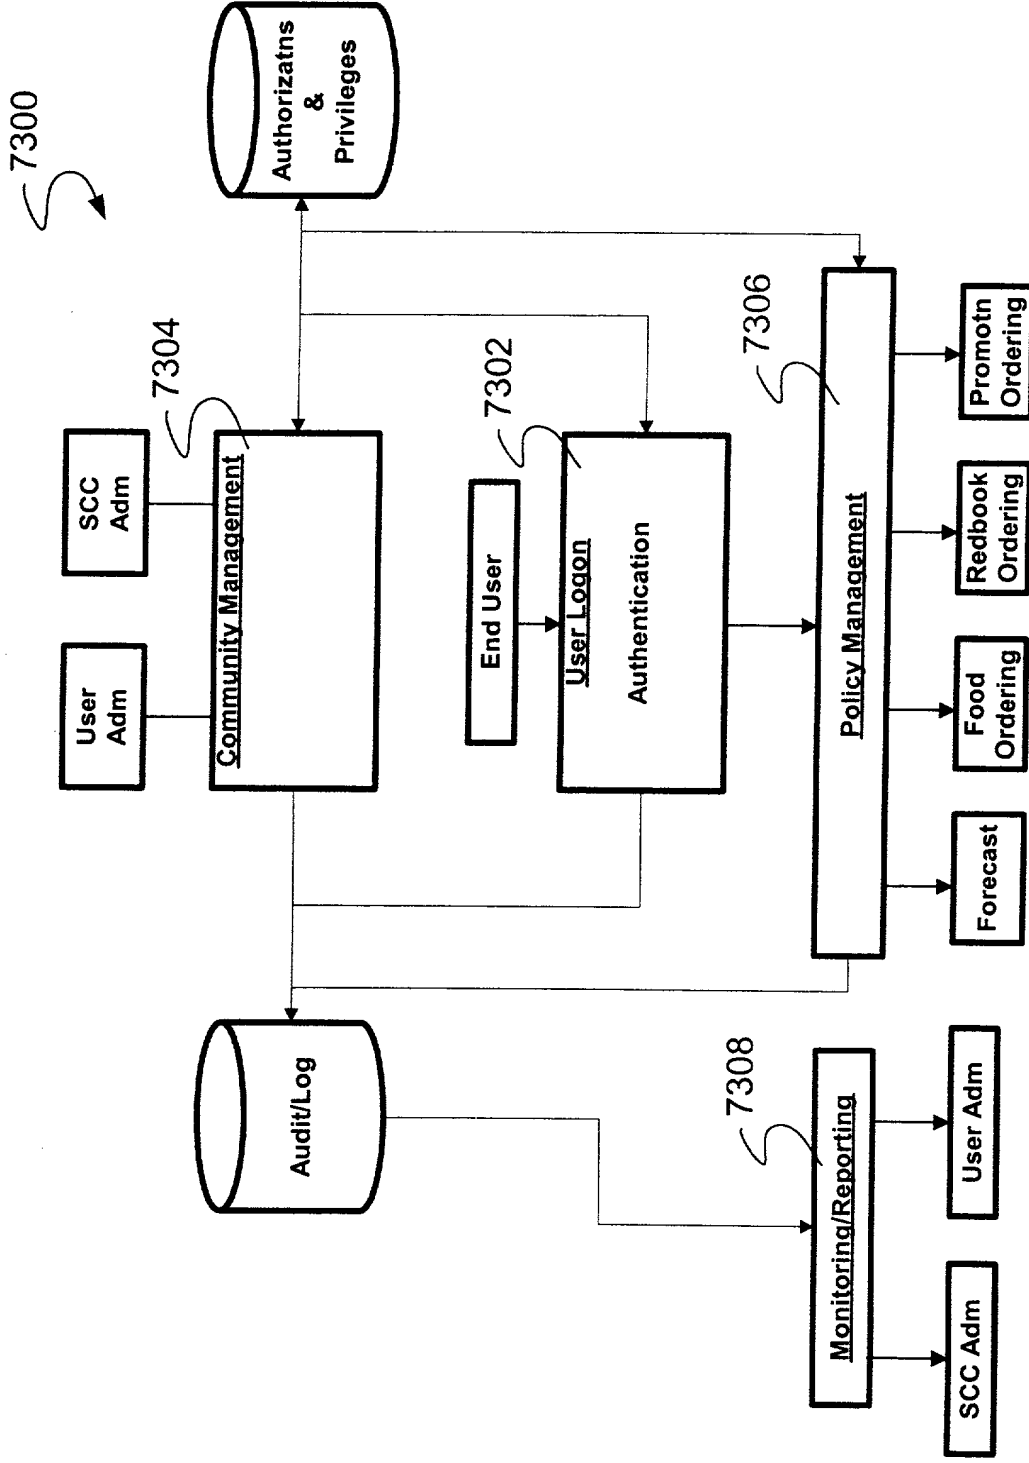 7300
User
Adm
SCC
Adm
7304
Community Management
Authorizatns
&
Privileges
Audit/Log
End User
7302
User Logon
Authentication
7306
Policy Management
7308
Monitoring/Reporting
SCC Adm
User Adm
Forecast
Food
Ordering
Redbook
Ordering
Promotn
Ordering